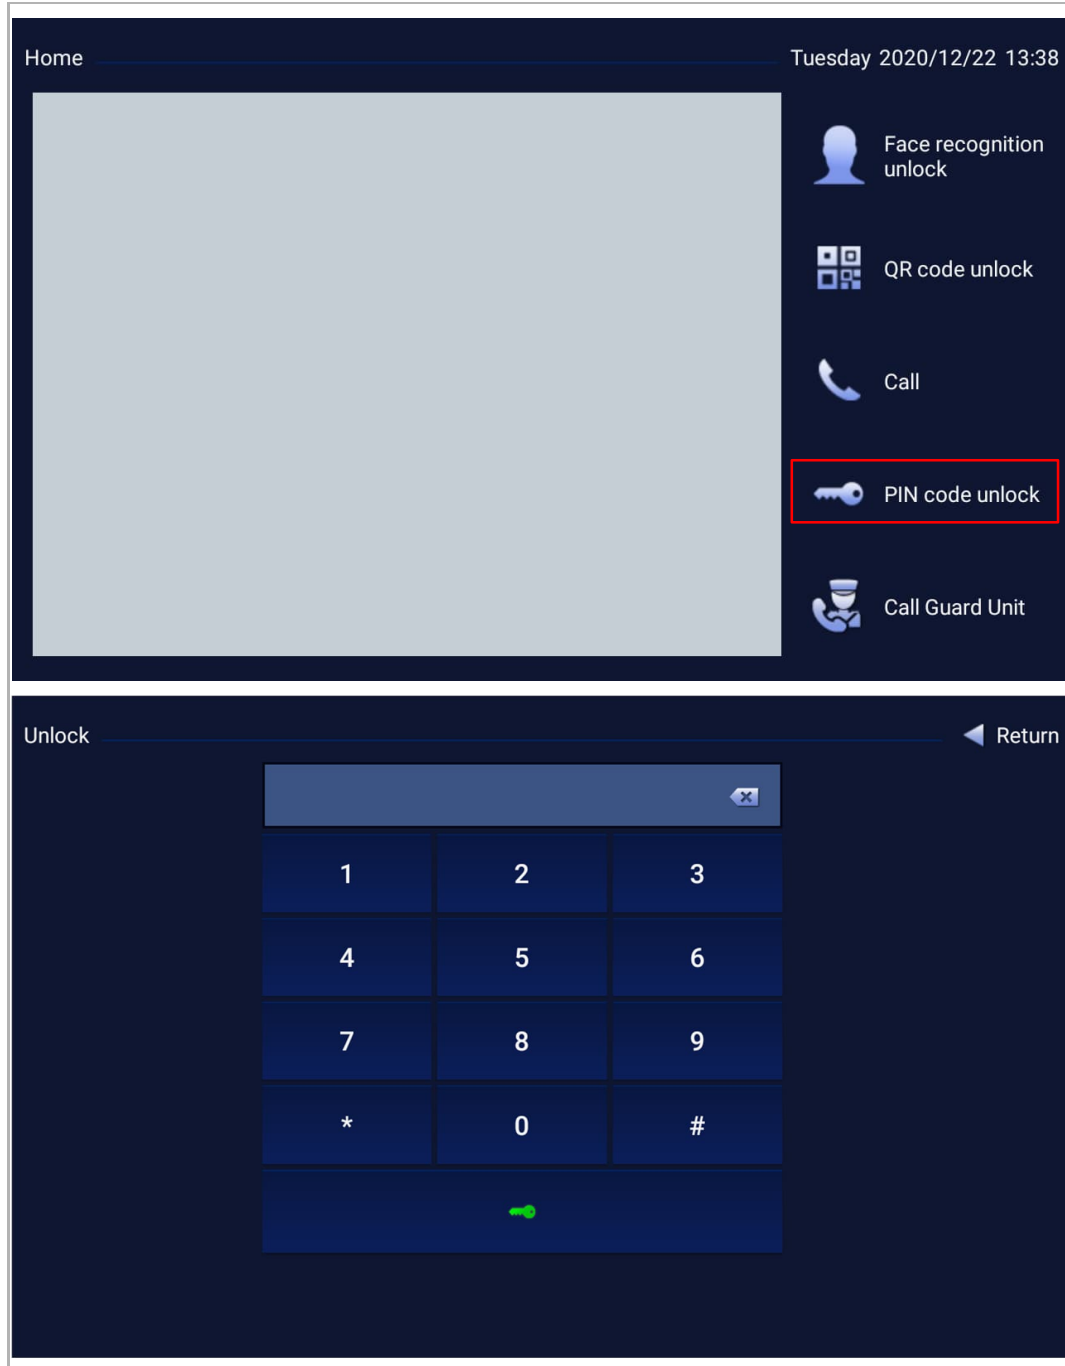 Home
Tuesday 2020/12/22 13:38
Face recognition
unlock
QR code unlock
Call
PIN code unlock
Call Guard Unit
Unlock
Return
1 2 3
4 5 6
7 8 9
* 0 #